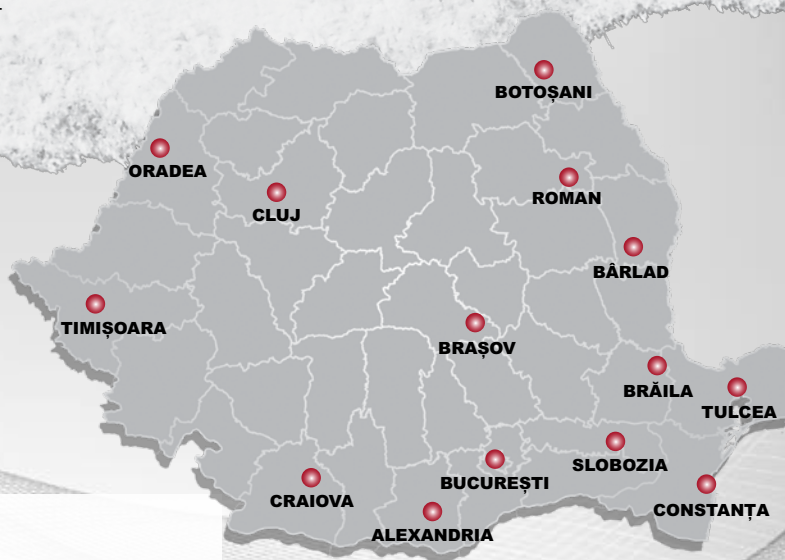 BOTOȘANI
ORADEA
ROMAN
CLUJ
BÂRLAD
TIMIȘOARA
BRAȘOV
BRĂILA
TULCEA
SLOBOZIA
BUCUREȘTI
CRAIOVA
CONSTANȚA
ALEXANDRIA